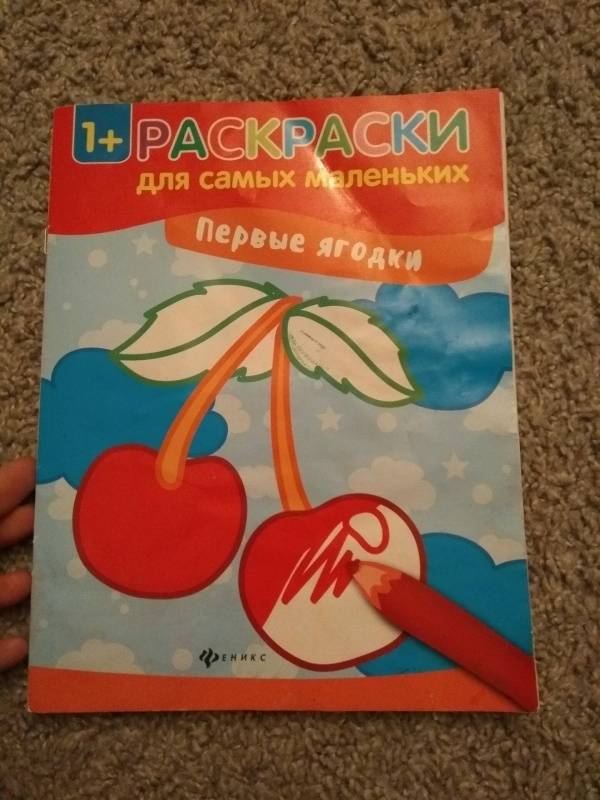 1+
РАСКРАСКИ
для самых маленьких
Первые ягодки
ФЕНИКС